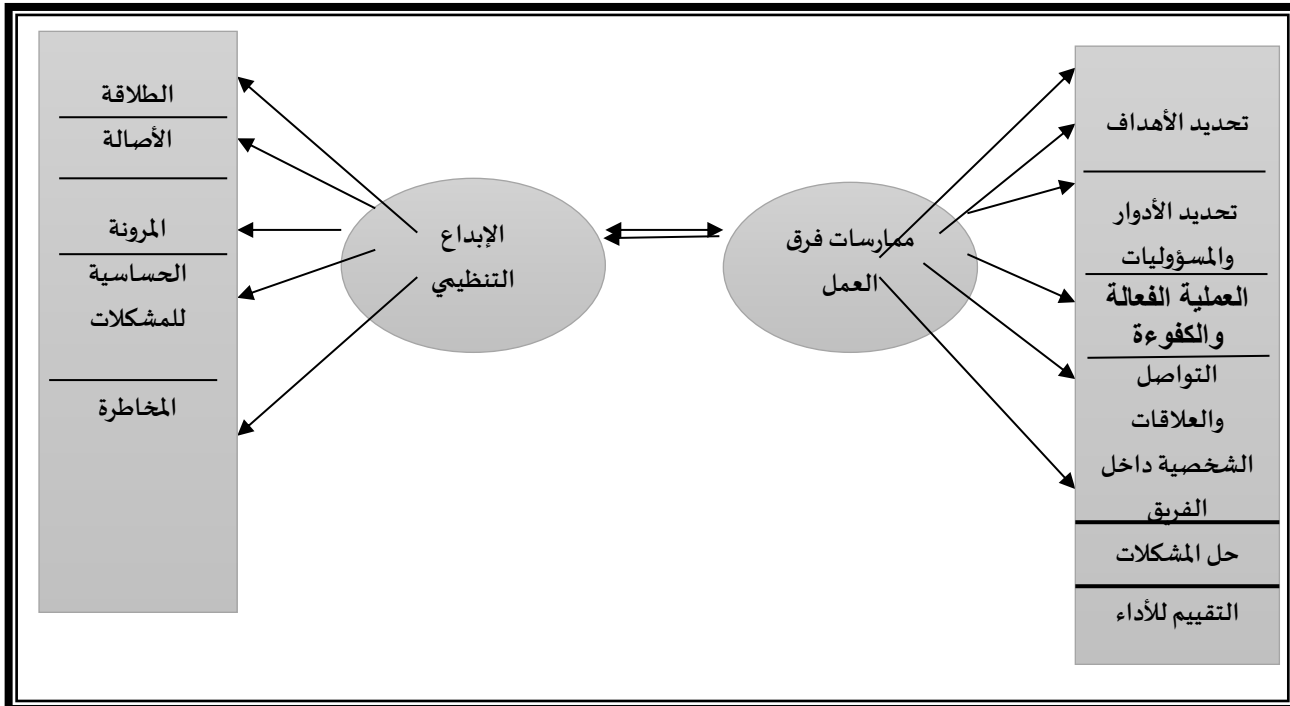 تحديد الأهداف
تحديد الأدوار
والمسؤوليات
العملية الفعالة
والكفوءة
التواصل
والعلاقات
الشخصية داخل
الفريق
حل المشكلات
التقييم للأداء
ممارسات فرق
العمل
الإبداع
التنظيمي
الطلاقة
الأصالة
المرونة
الحساسية
للمشكلات
المخاطرة